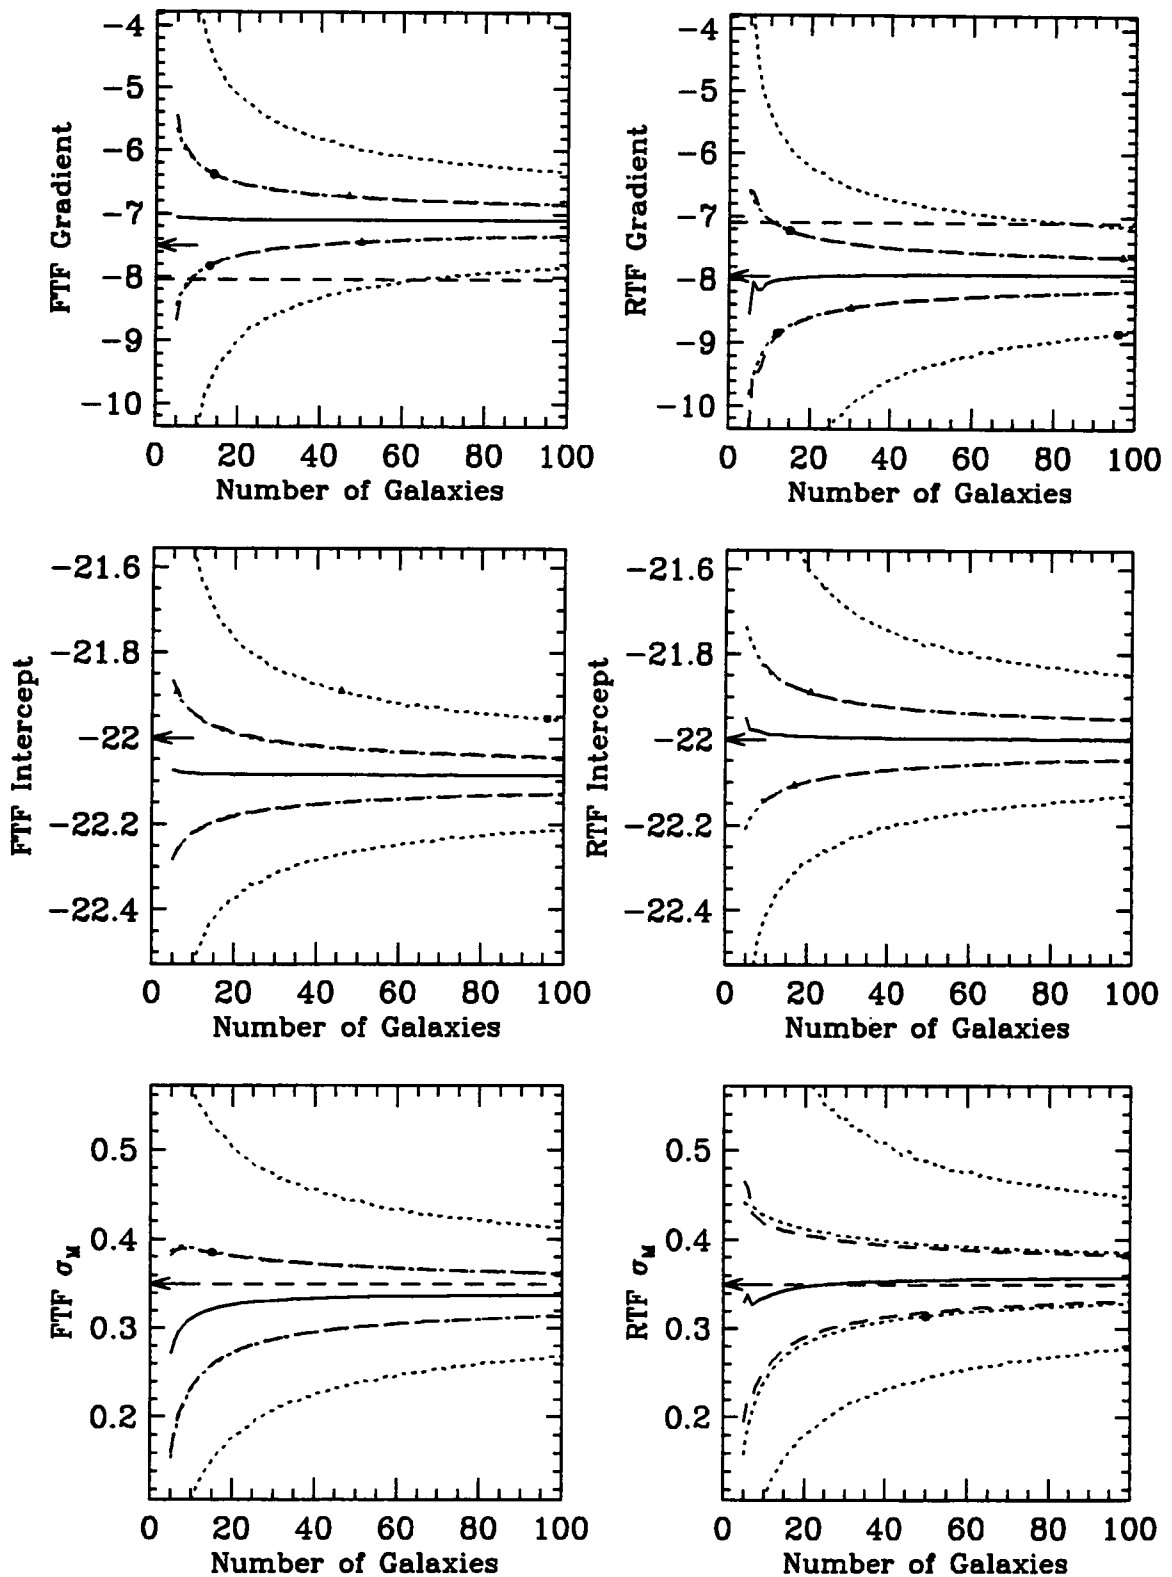 -4
-5
-6
-7
-8
-9
-10
FTF Gradient
0 20 40 60 80 100
Number of Galaxies
-4
-5
-6
-7
-8
-9
-10
RTF Gradient
0 20 40 60 80 100
Number of Galaxies
-21.6
-21.8
-22
-22.2
-22.4
FTF Intercept
0 20 40 60 80 100
Number of Galaxies
-21.6
-21.8
-22
-22.2
-22.4
RTF Intercept
0 20 40 60 80 100
Number of Galaxies
0.5
0.4
0.3
0.2
FTF σM
0 20 40 60 80 100
Number of Galaxies
0.5
0.4
0.3
0.2
RTF σM
0 20 40 60 80 100
Number of Galaxies